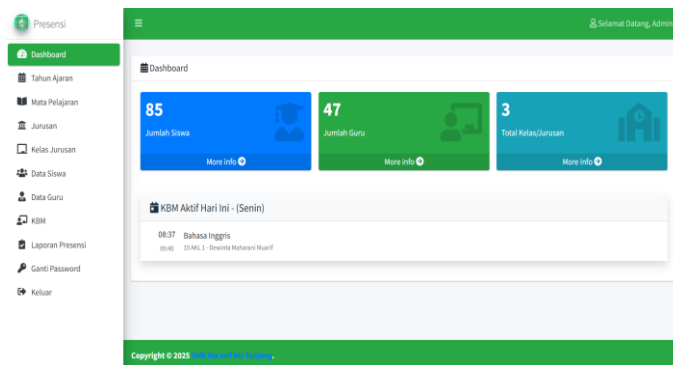 Presensi
Selamat Datang, Admin
Dashboard
Tahun Ajaran
Mata Pelajaran
Jurusan
Kelas Jurusan
Data Siswa
Data Guru
KBM
Laporan Presensi
Ganti Password
Keluar
Dashboard
85
Jumlah Siswa
More info
47
Jumlah Guru
More info
3
Total Kelas/Jurusan
More info
KBM Aktif Hari Ini - (Senin)
08:37 Bahasa Inggris
09:40 10 AKL 1 - Dewinta Maharani Muarif
Copyright © 2025